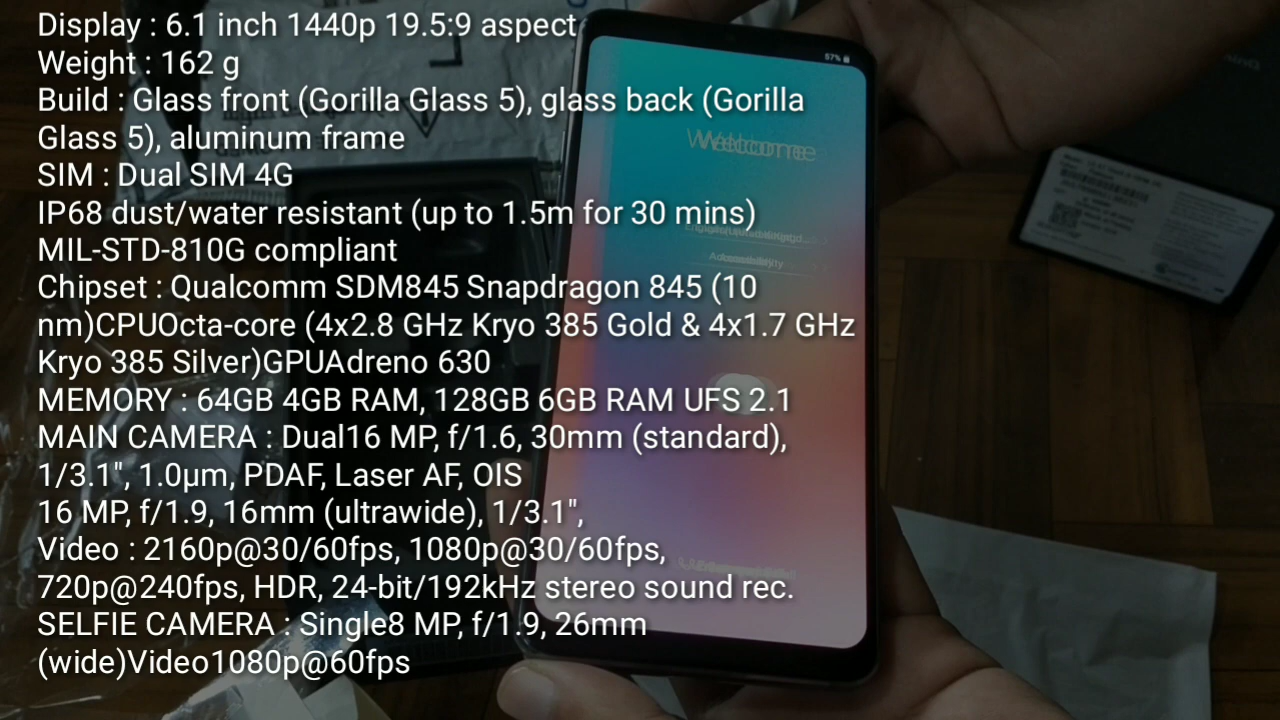 Display : 6.1 inch 1440p 19.5:9 aspect
Weight : 162 g
Build : Glass front (Gorilla Glass 5), glass back (Gorilla
Glass 5), aluminum frame
SIM : Dual SIM 4G
IP68 dust/water resistant (up to 1.5m for 30 mins)
MIL-STD-810G compliant
Chipset : Qualcomm SDM845 Snapdragon 845 (10
nm)CPUOcta-core (4x2.8 GHz Kryo 385 Gold & 4x1.7 GHz
Kryo 385 Silver)GPUAdreno 630
MEMORY : 64GB 4GB RAM, 128GB 6GB RAM UFS 2.1
MAIN CAMERA : Dual16 MP, f/1.6, 30mm (standard),
1/3.1", 1.0µm, PDAF, Laser AF, OIS
16 MP, f/1.9, 16mm (ultrawide), 1/3.1",
Video : 2160p@30/60fps, 1080p@30/60fps,
720p@240fps, HDR, 24-bit/192kHz stereo sound rec.
SELFIE CAMERA : Single8 MP, f/1.9, 26mm
(wide)Video1080p@60fps
57%
Welcome
Accessibility